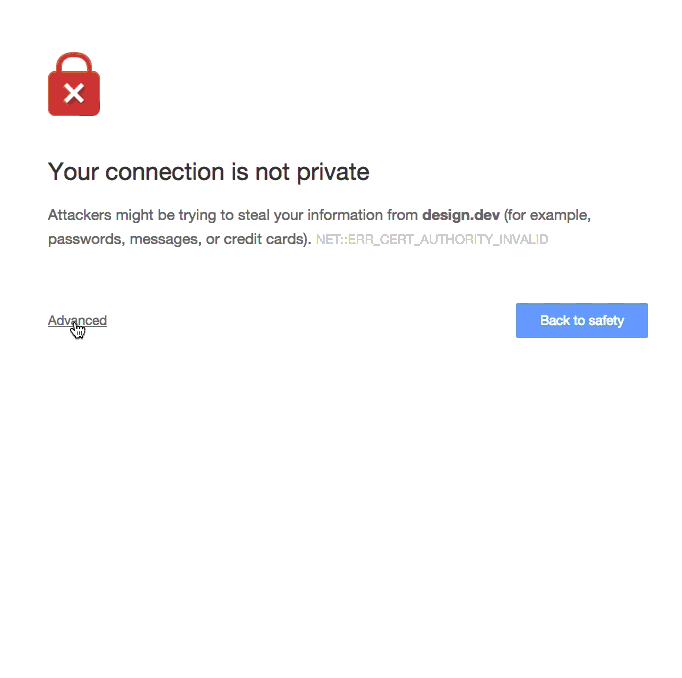 Your connection is not private
Attackers might be trying to steal your information from design.dev (for example,
passwords, messages, or credit cards). NET::ERR_CERT_AUTHORITY_INVALID
Advanced
Back to safety